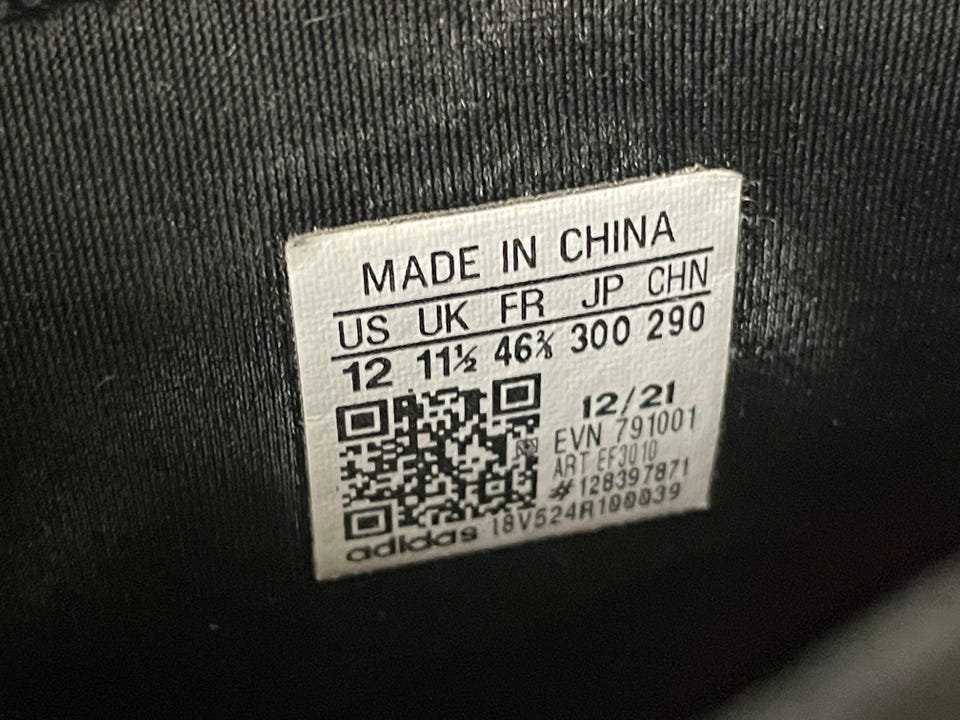 MADE IN CHINA
US UK FR JP CHN
12 11½ 46⅔ 300 290
12/21
EVN 791001
ART EF3010
#128397871
adidas 18V524R100039